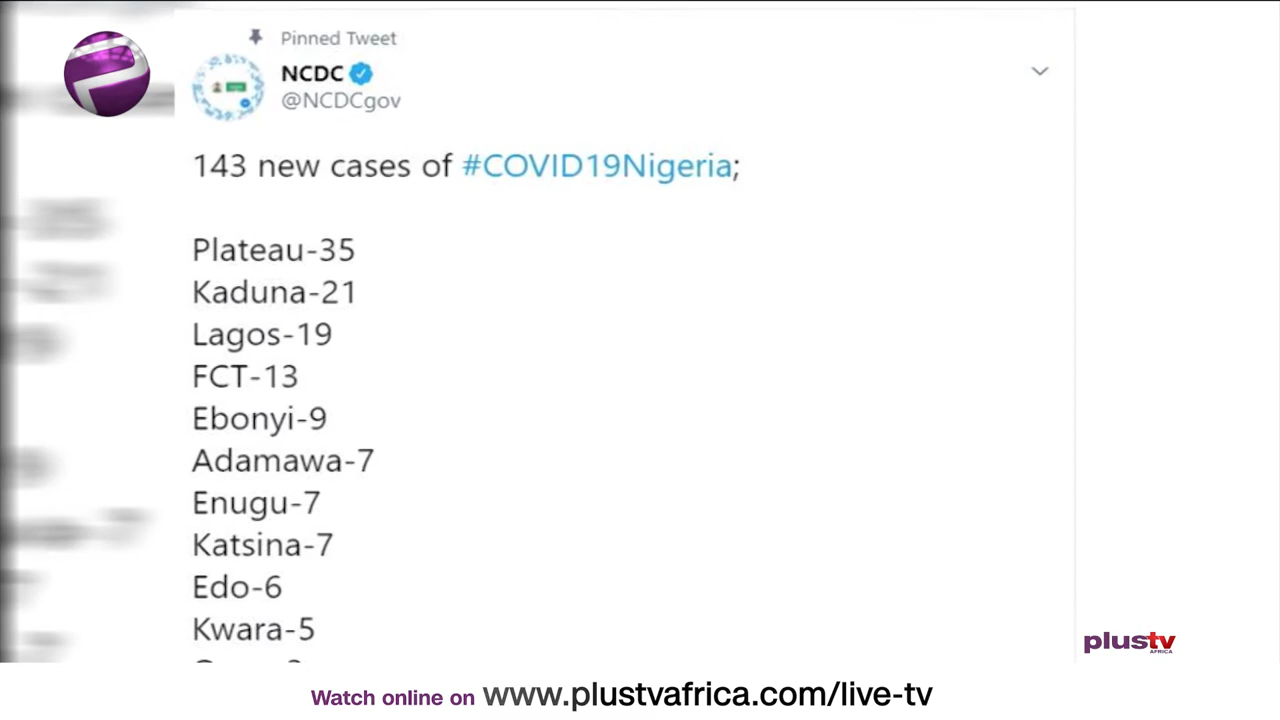 Pinned Tweet
NCDC
@NCDCgov
143 new cases of #COVID19Nigeria;
Plateau-35
Kaduna-21
Lagos-19
FCT-13
Ebonyi-9
Adamawa-7
Enugu-7
Katsina-7
Edo-6
Kwara-5
plustv
AFRICA
Watch online on www.plustvafrica.com/live-tv